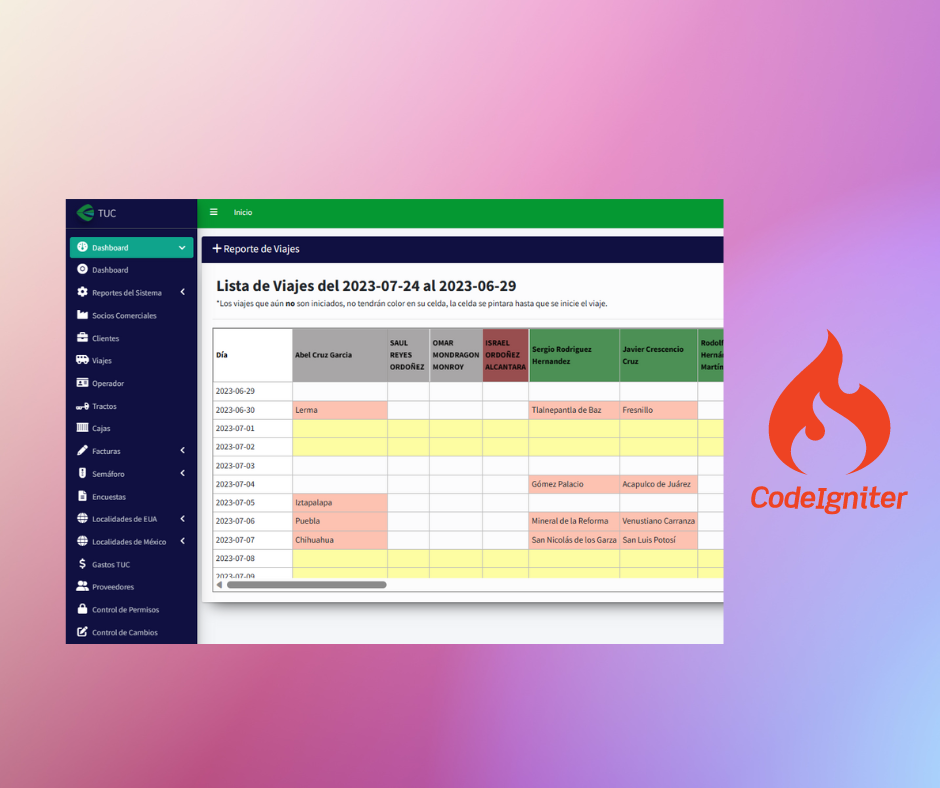 TUC
Inicio
Dashboard
Dashboard
Reportes del Sistema
Socios Comerciales
Clientes
Viajes
Operador
Tractos
Cajas
Facturas
Semáforo
Encuestas
Localidades de EUA
Localidades de México
Gastos TUC
Proveedores
Control de Permisos
Control de Cambios
Reporte de Viajes
Lista de Viajes del 2023-07-24 al 2023-06-29
*Los viajes que aún no son iniciados, no tendrán color en su celda, la celda se pintara hasta que se inicie el viaje.
Día Abel Cruz Garcia SAUL REYES ORDOÑEZ OMAR MONDRAGON MONROY ISRAEL ORDOÑEZ ALCANTARA Sergio Rodriguez Hernandez Javier Crescencio Cruz
2023-06-29
2023-06-30 Lerma Tlalnepantla de Baz Fresnillo
2023-07-01
2023-07-02
2023-07-03
2023-07-04 Gómez Palacio Acapulco de Juárez
2023-07-05 Iztapalapa
2023-07-06 Puebla Mineral de la Reforma Venustiano Carranza
2023-07-07 Chihuahua San Nicolás de los Garza San Luis Potosí
2023-07-08
2023-07-09
CodeIgniter